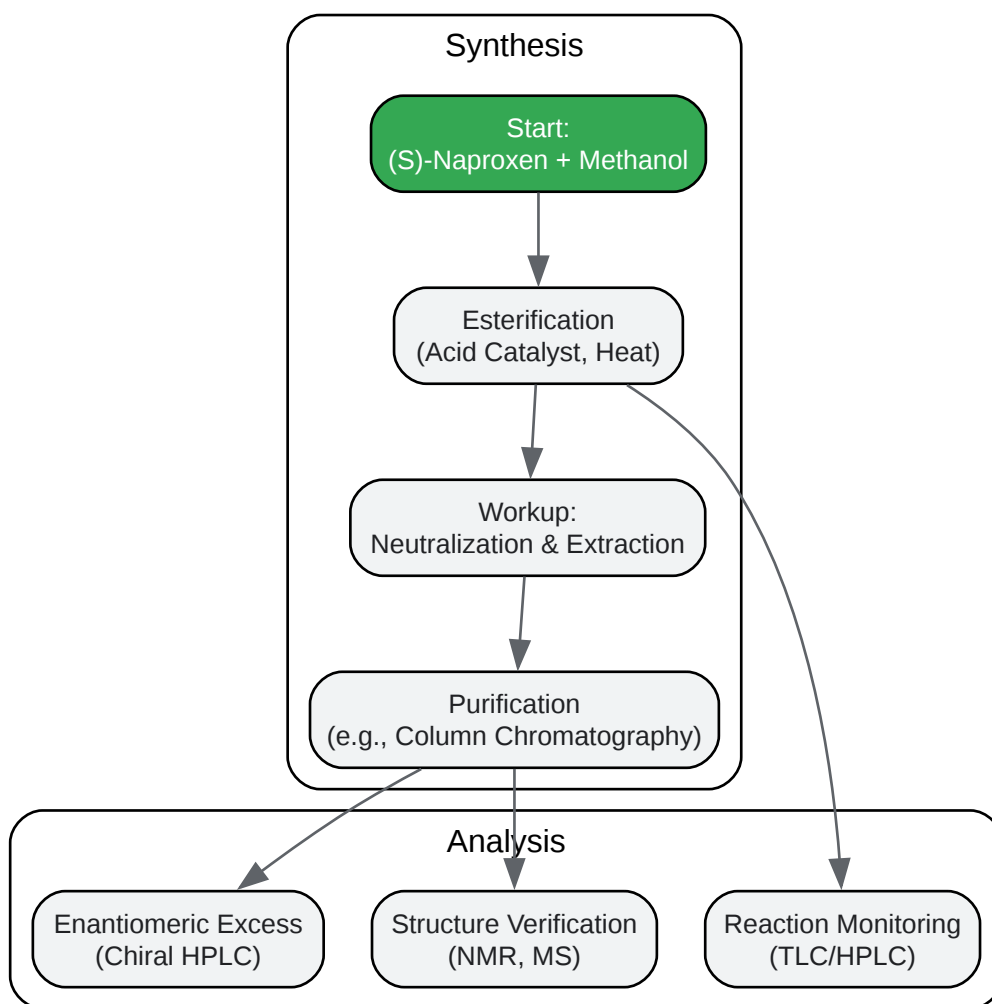 Synthesis
Start:
(S)-Naproxen + Methanol
Esterification
(Acid Catalyst, Heat)
Workup:
Neutralization & Extraction
Purification
(e.g., Column Chromatography)
Analysis
Enantiomeric Excess
(Chiral HPLC)
Structure Verification
(NMR, MS)
Reaction Monitoring
(TLC/HPLC)